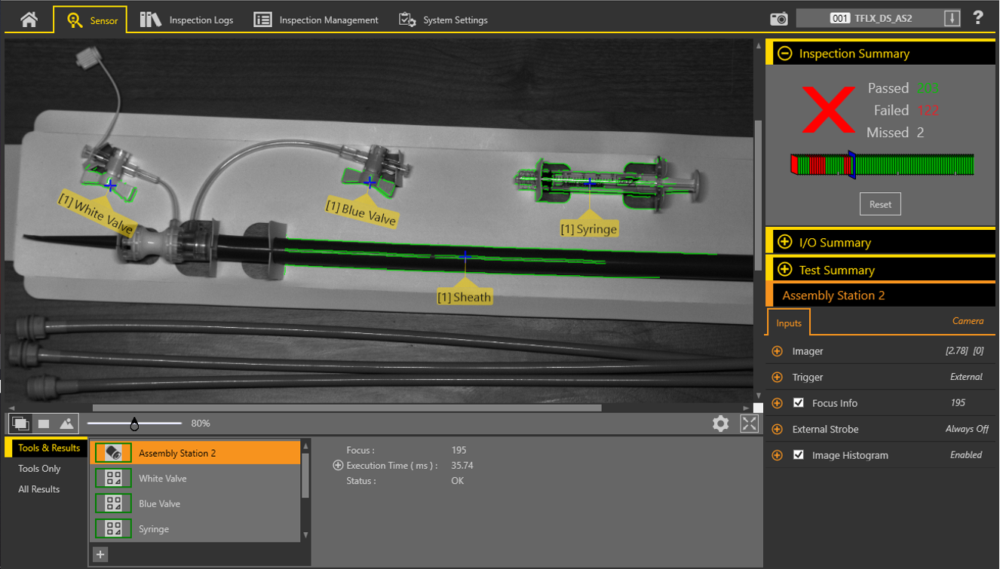 Sensor
Inspection Logs
Inspection Management
System Settings
001 TFLX_DS_AS2
?
[1] White Valve
[1] Blue Valve
[1] Syringe
[1] Sheath
80%
Tools & Results
Tools Only
All Results
Assembly Station 2
White Valve
Blue Valve
Syringe
Focus : 195
Execution Time ( ms ) : 35.74
Status : OK
Inspection Summary
Passed 203
Failed 122
Missed 2
Reset
I/O Summary
Test Summary
Assembly Station 2
Inputs Camera
Imager [2.78] [0]
Trigger External
Focus Info 195
External Strobe Always Off
Image Histogram Enabled